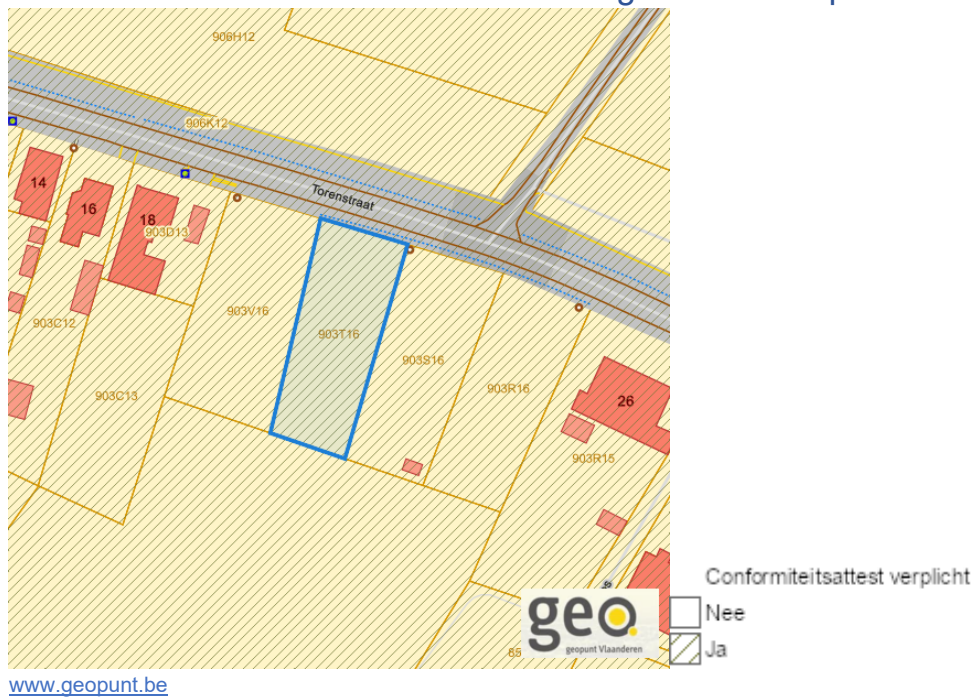 906H12
906K12
Torenstraat
14
16
18
903D13
903V16
903T16
903C12
903S16
903C13
903R16
26
903R15
geo.
geopunt Vlaanderen
85
Conformiteitsattest verplicht
Nee
Ja
www.geopunt.be